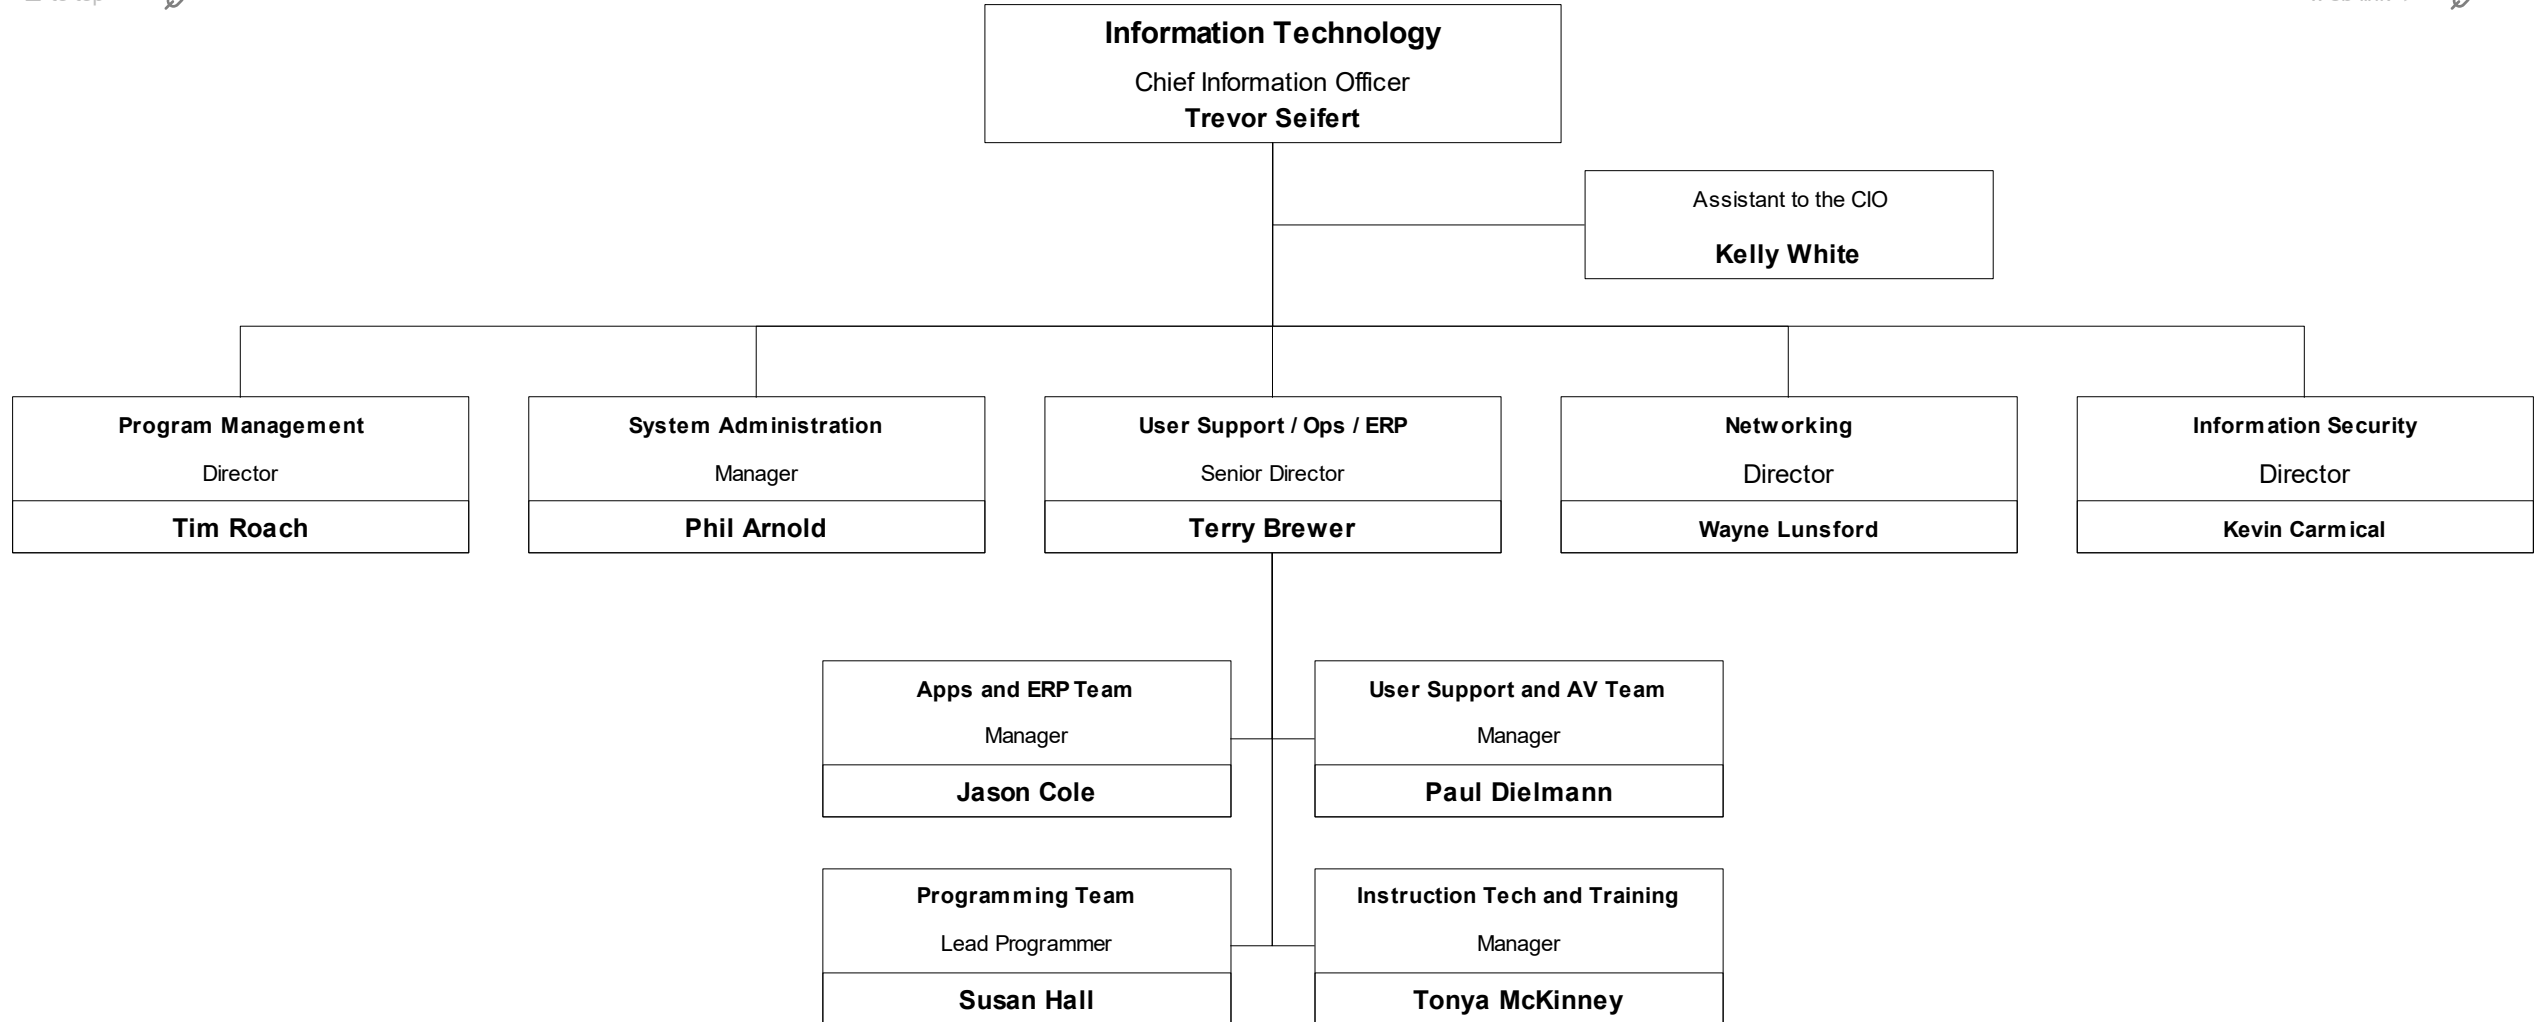 Information Technology
Chief Information Officer
Trevor Seifert
Assistant to the CIO
Kelly White
Program Management
Director
Tim Roach
System Administration
Manager
Phil Arnold
User Support / Ops / ERP
Senior Director
Terry Brewer
Networking
Director
Wayne Lunsford
Information Security
Director
Kevin Carmical
Apps and ERP Team
Manager
Jason Cole
User Support and AV Team
Manager
Paul Dielmann
Programming Team
Lead Programmer
Susan Hall
Instruction Tech and Training
Manager
Tonya McKinney